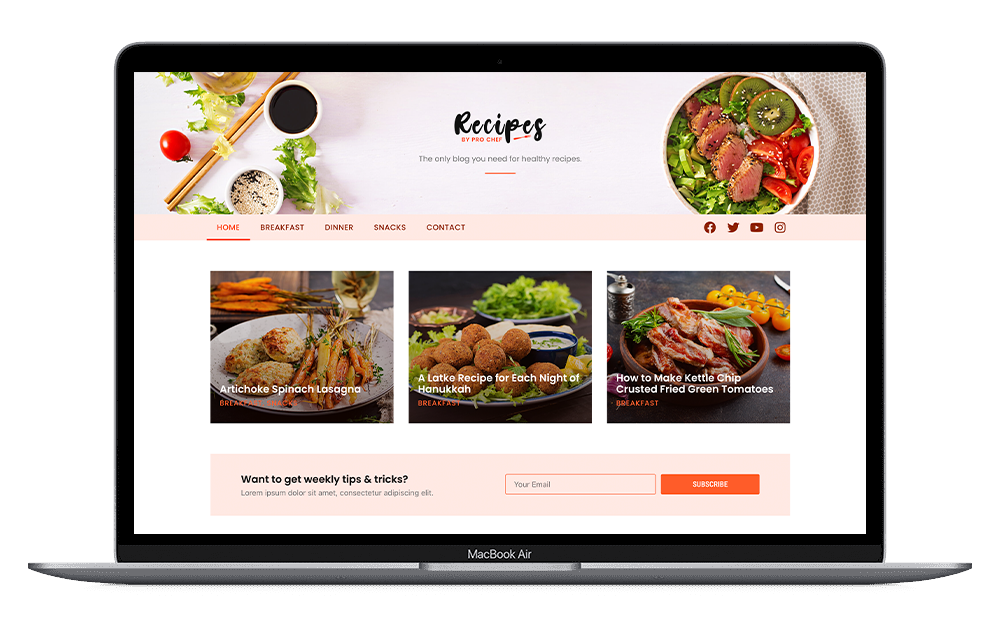 Recipes
BY PRO CHEF
The only blog you need for healthy recipes.
HOME BREAKFAST DINNER SNACKS CONTACT
Artichoke Spinach Lasagna
BREAKFAST, SNACKS
A Latke Recipe for Each Night of
Hanukkah
BREAKFAST
How to Make Kettle Chip
Crusted Fried Green Tomatoes
BREAKFAST
Want to get weekly tips & tricks?
Lorem ipsum dolor sit amet, consectetur adipiscing elit.
Your Email
SUBSCRIBE
MacBook Air